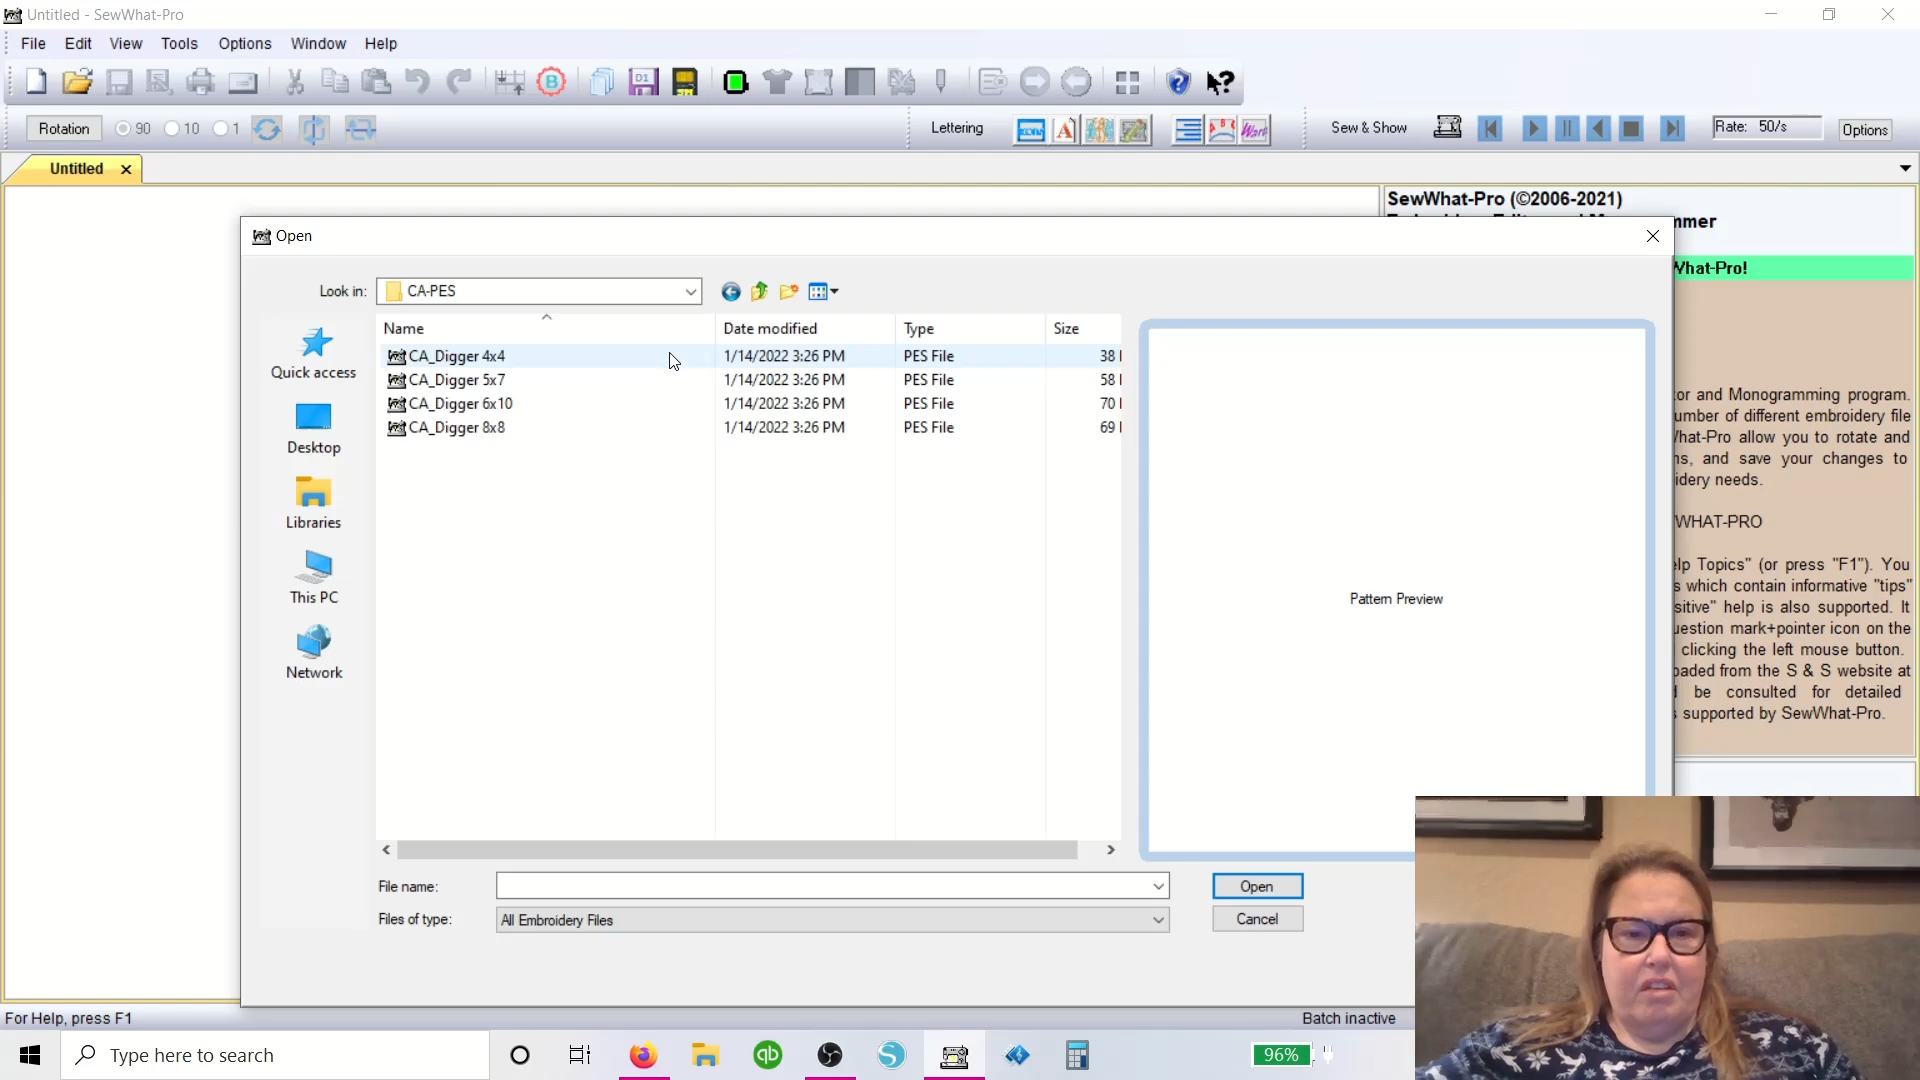 Untitled - SewWhat-Pro
File Edit View Tools Options Window Help
Rotation 90 10 1 Lettering Sew & Show Rate: 50/s Options
Untitled
SewWhat-Pro (©2006-2021)
mmer
What-Pro!
Open
Look in: CA-PES
Name Date modified Type Size
CA_Digger 4x4 1/14/2022 3:26 PM PES File 38
CA_Digger 5x7 1/14/2022 3:26 PM PES File 58
CA_Digger 6x10 1/14/2022 3:26 PM PES File 70
CA_Digger 8x8 1/14/2022 3:26 PM PES File 69
Quick access
Desktop
Libraries
This PC
Network
Pattern Preview
or and Monogramming program.
umber of different embroidery file
hat-Pro allow you to rotate and
ns, and save your changes to
idery needs.
WHAT-PRO
elp Topics" (or press "F1"). You
s which contain informative "tips"
sitive" help is also supported. It
uestion mark+pointer icon on the
clicking the left mouse button.
oaded from the S & S website at
be consulted for detailed
supported by SewWhat-Pro.
File name: Open
Files of type: All Embroidery Files Cancel
For Help, press F1 Batch inactive
Type here to search 96%